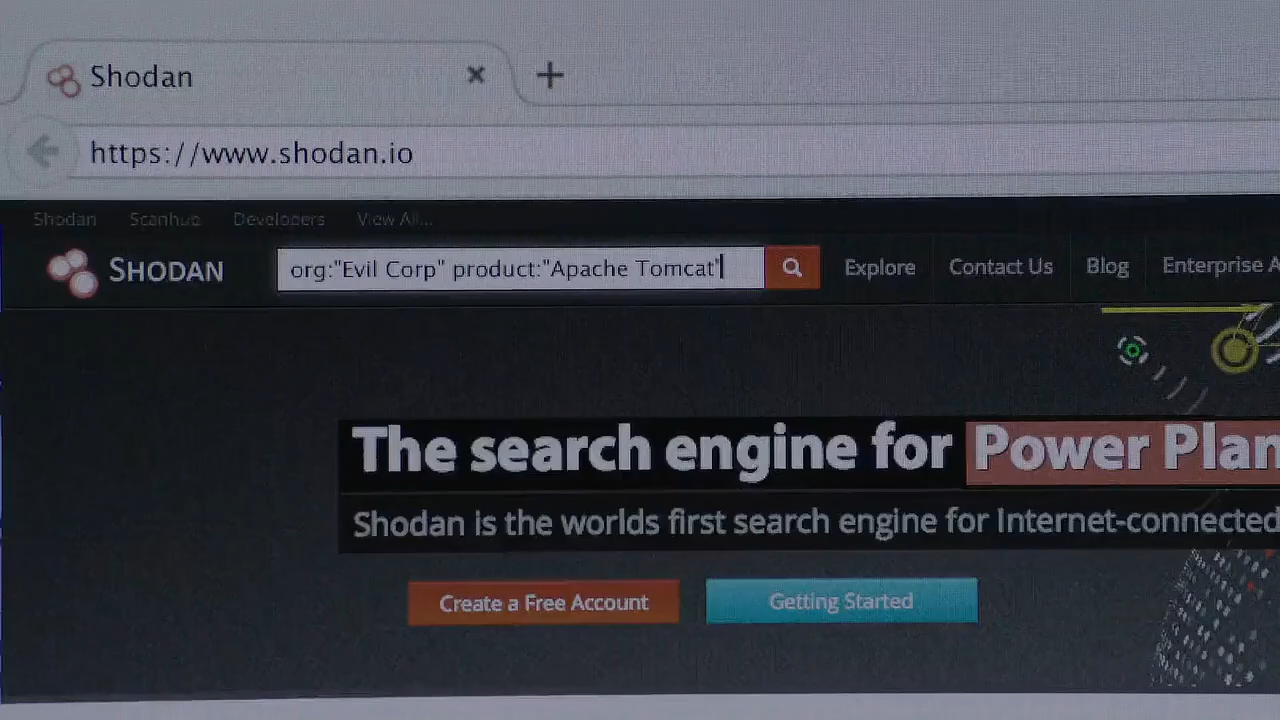 Shodan
https://www.shodan.io
Shodan Scanhub Developers View All...
SHODAN org:"Evil Corp" product:"Apache Tomcat" Explore Contact Us Blog Enterprise A
The search engine for Power Plan
Shodan is the worlds first search engine for Internet-connected
Create a Free Account Getting Started